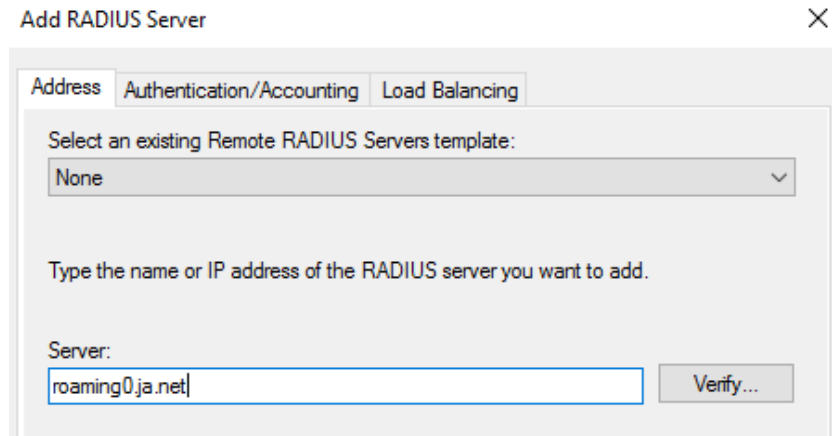 Add RADIUS Server
Address Authentication/Accounting Load Balancing
Select an existing Remote RADIUS Servers template:
None
Type the name or IP address of the RADIUS server you want to add.
Server:
roaming0.ja.net
Verify...